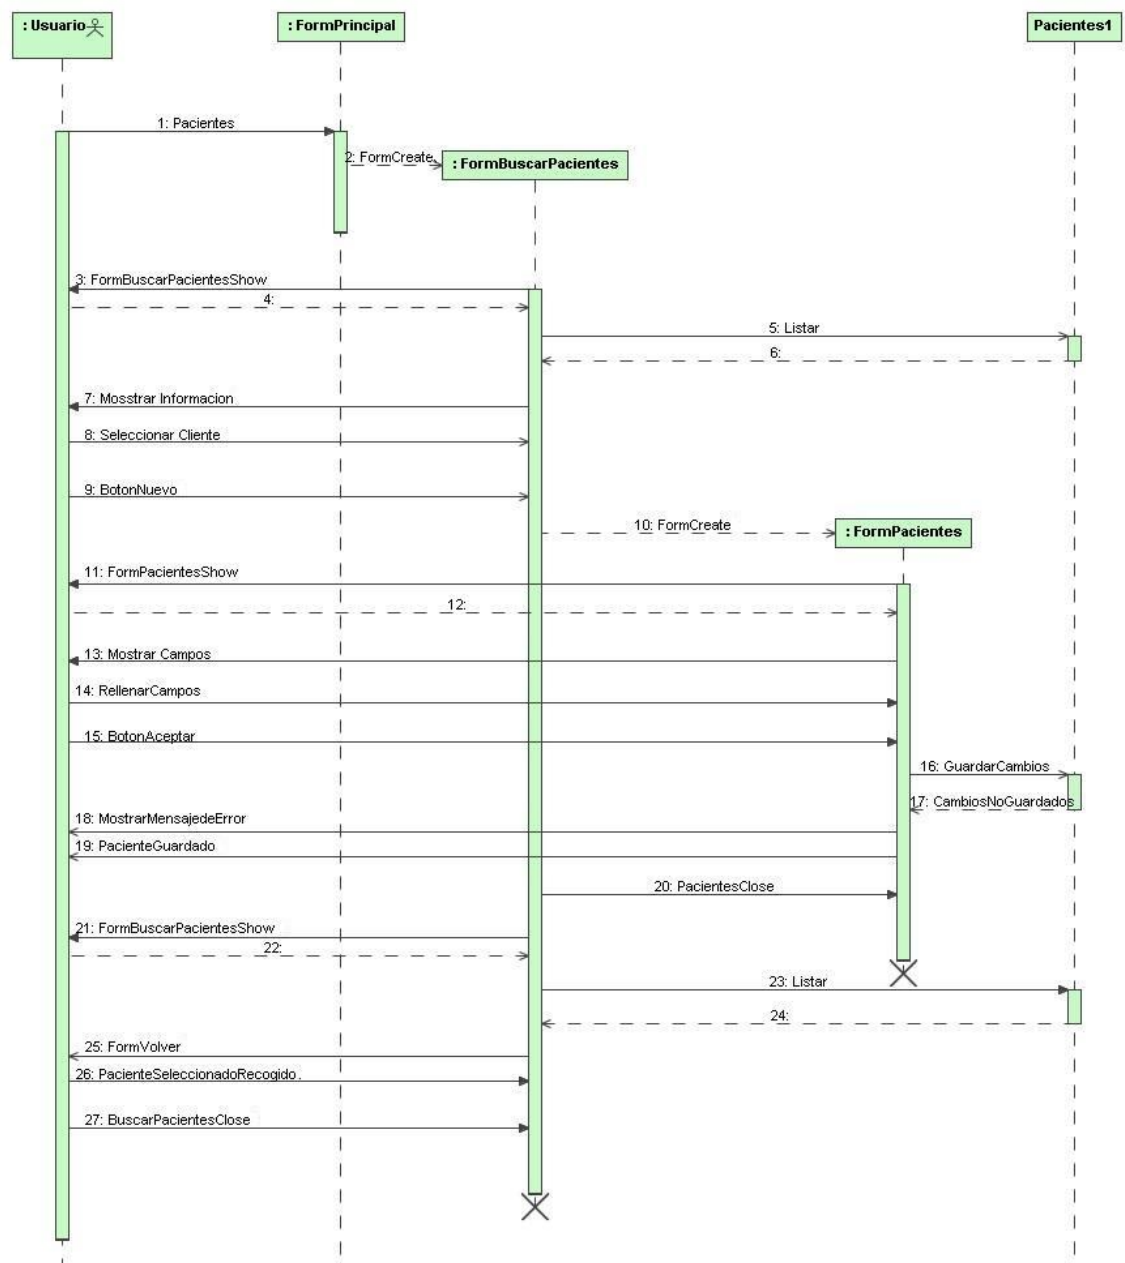 : Usuario
: FormPrincipal
Pacientes1
1: Pacientes
2: FormCreate
: FormBuscarPacientes
3: FormBuscarPacientesShow
4:
5: Listar
6:
7: Mosstrar Informacion
8: Seleccionar Cliente
9: BotonNuevo
10: FormCreate
: FormPacientes
11: FormPacientesShow
12:
13: Mostrar Campos
14: RellenarCampos
15: BotonAceptar
16: GuardarCambios
17: CambiosNoGuardados
18: MostrarMensajedeError
19: PacienteGuardado
20: PacientesClose
21: FormBuscarPacientesShow
22:
23: Listar
24:
25: FormVolver
26: PacienteSeleccionadoRecogido.
27: BuscarPacientesClose